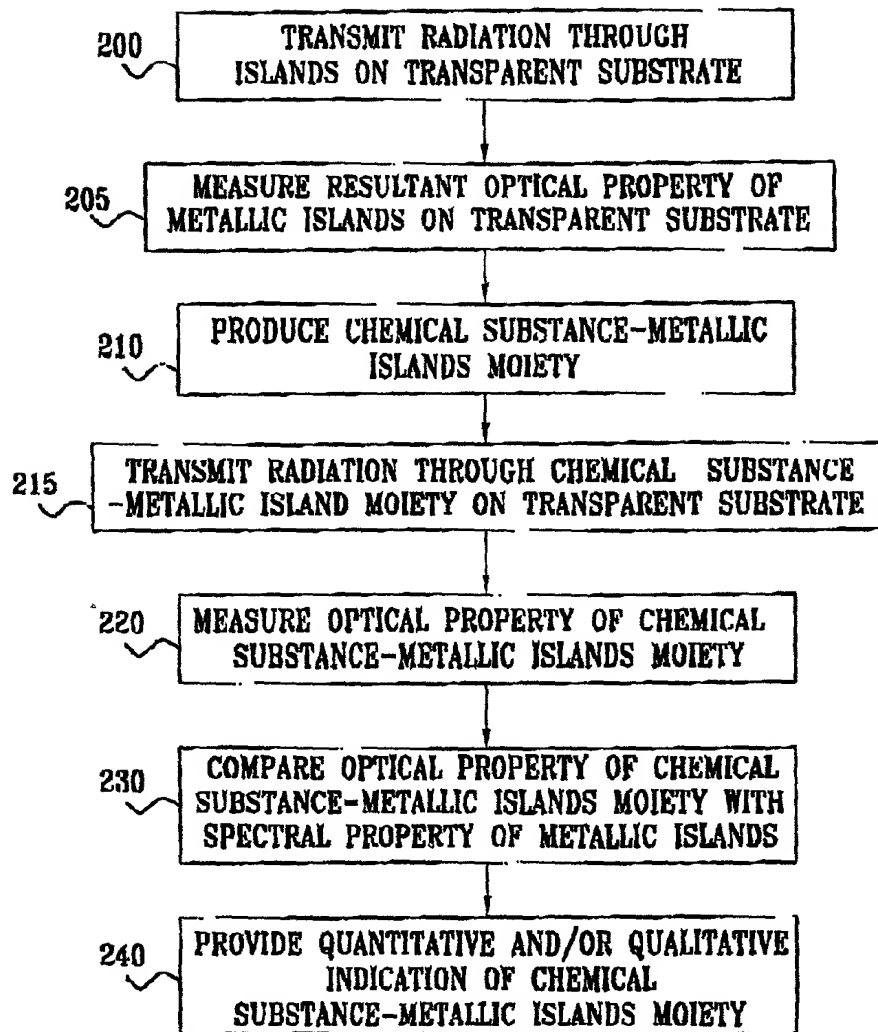 200
TRANSMIT RADIATION THROUGH
ISLANDS ON TRANSPARENT SUBSTRATE
205
MEASURE RESULTANT OPTICAL PROPERTY OF
METALLIC ISLANDS ON TRANSPARENT SUBSTRATE
210
PRODUCE CHEMICAL SUBSTANCE-METALLIC
ISLANDS MOIETY
215
TRANSMIT RADIATION THROUGH CHEMICAL SUBSTANCE
-METALLIC ISLAND MOIETY ON TRANSPARENT SUBSTRATE
220
MEASURE OPTICAL PROPERTY OF CHEMICAL
SUBSTANCE-METALLIC ISLANDS MOIETY
230
COMPARE OPTICAL PROPERTY OF CHEMICAL
SUBSTANCE-METALLIC ISLANDS MOIETY WITH
SPECTRAL PROPERTY OF METALLIC ISLANDS
240
PROVIDE QUANTITATIVE AND/OR QUALITATIVE
INDICATION OF CHEMICAL
SUBSTANCE-METALLIC ISLANDS MOIETY